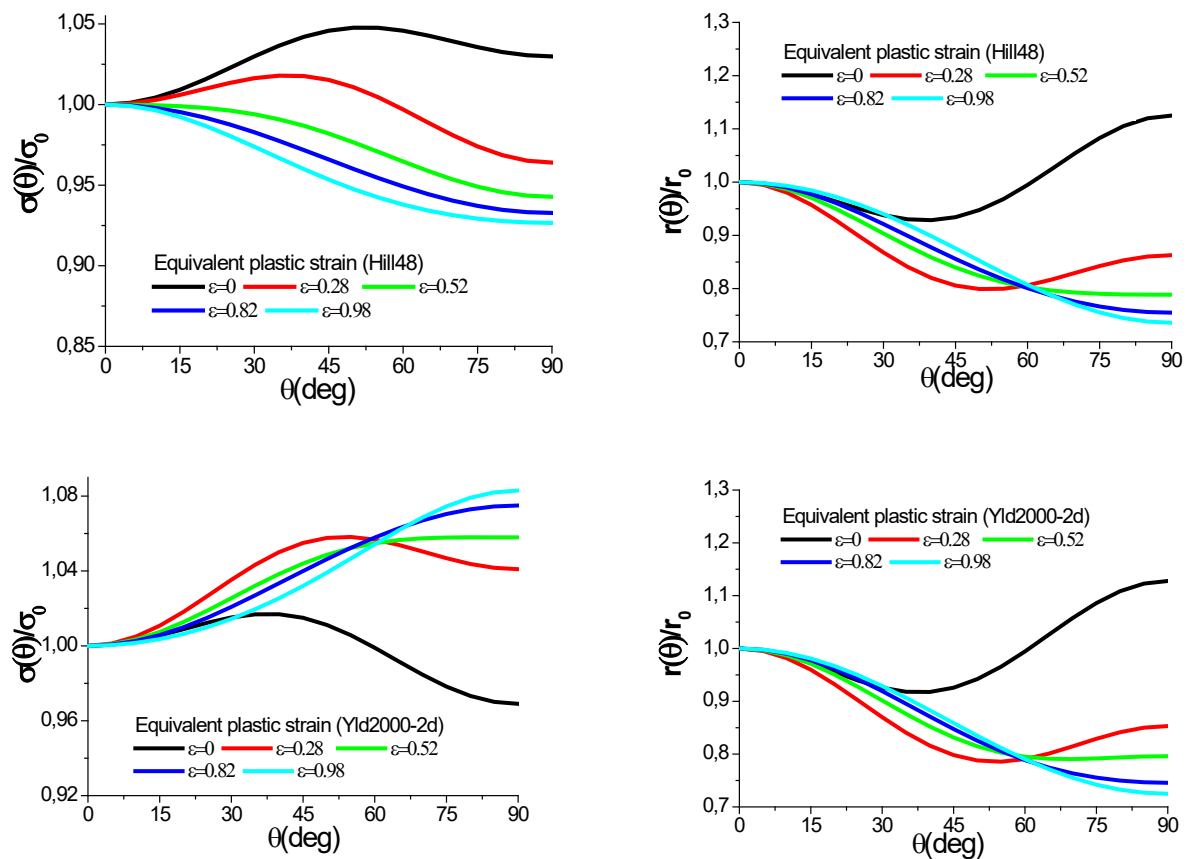 1,05
1,00
0,95
0,90
0,85
σ(θ)/σ0
Equivalent plastic strain (Hill48)
ε=0 ε=0.28 ε=0.52
ε=0.82 ε=0.98
0 15 30 45 60 75 90
θ(deg)
1,3
1,2
1,1
1,0
0,9
0,8
0,7
r(θ)/r0
Equivalent plastic strain (Hill48)
ε=0 ε=0.28 ε=0.52
ε=0.82 ε=0.98
0 15 30 45 60 75 90
θ(deg)
1,08
1,04
1,00
0,96
0,92
σ(θ)/σ0
Equivalent plastic strain (Yld2000-2d)
ε=0 ε=0.28 ε=0.52
ε=0.82 ε=0.98
0 15 30 45 60 75 90
θ(deg)
1,3
1,2
1,1
1,0
0,9
0,8
0,7
r(θ)/r0
Equivalent plastic strain (Yld2000-2d)
ε=0 ε=0.28 ε=0.52
ε=0.82 ε=0.98
0 15 30 45 60 75 90
θ(deg)